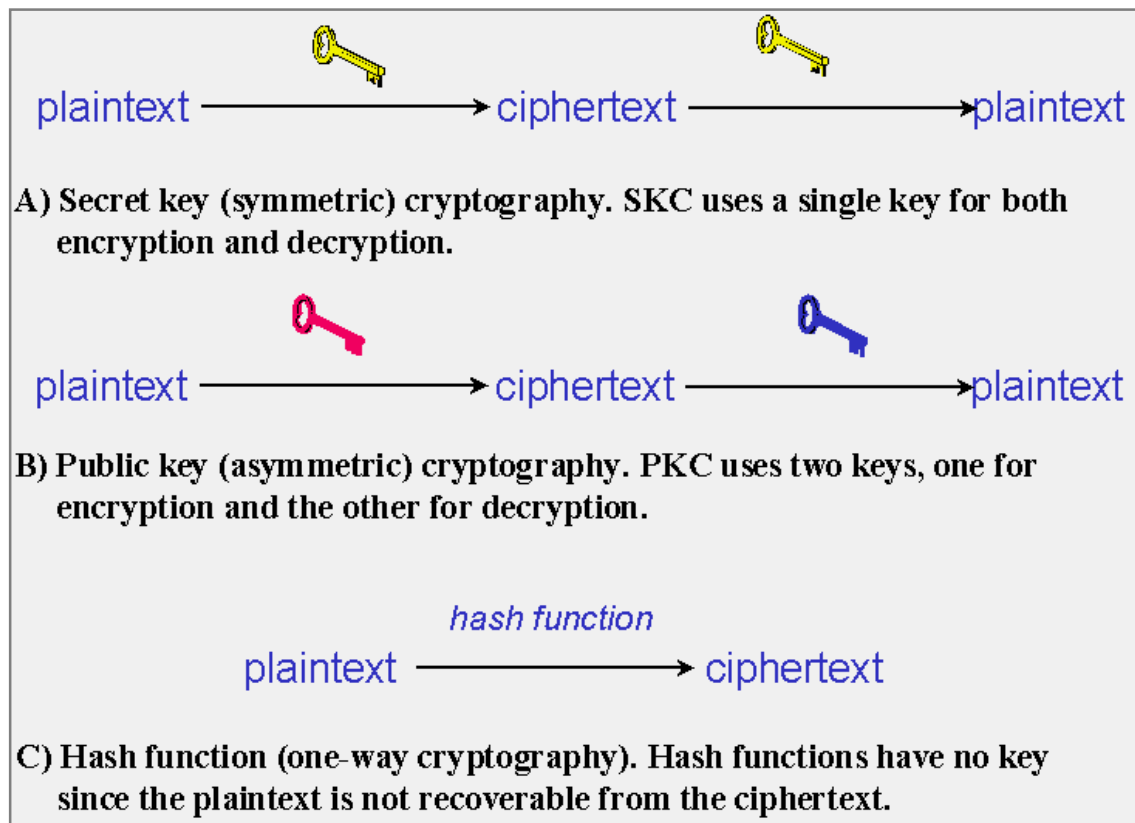 plaintext ciphertext plaintext
A) Secret key (symmetric) cryptography. SKC uses a single key for both
encryption and decryption.
plaintext ciphertext plaintext
B) Public key (asymmetric) cryptography. PKC uses two keys, one for
encryption and the other for decryption.
hash function
plaintext ciphertext
C) Hash function (one-way cryptography). Hash functions have no key
since the plaintext is not recoverable from the ciphertext.